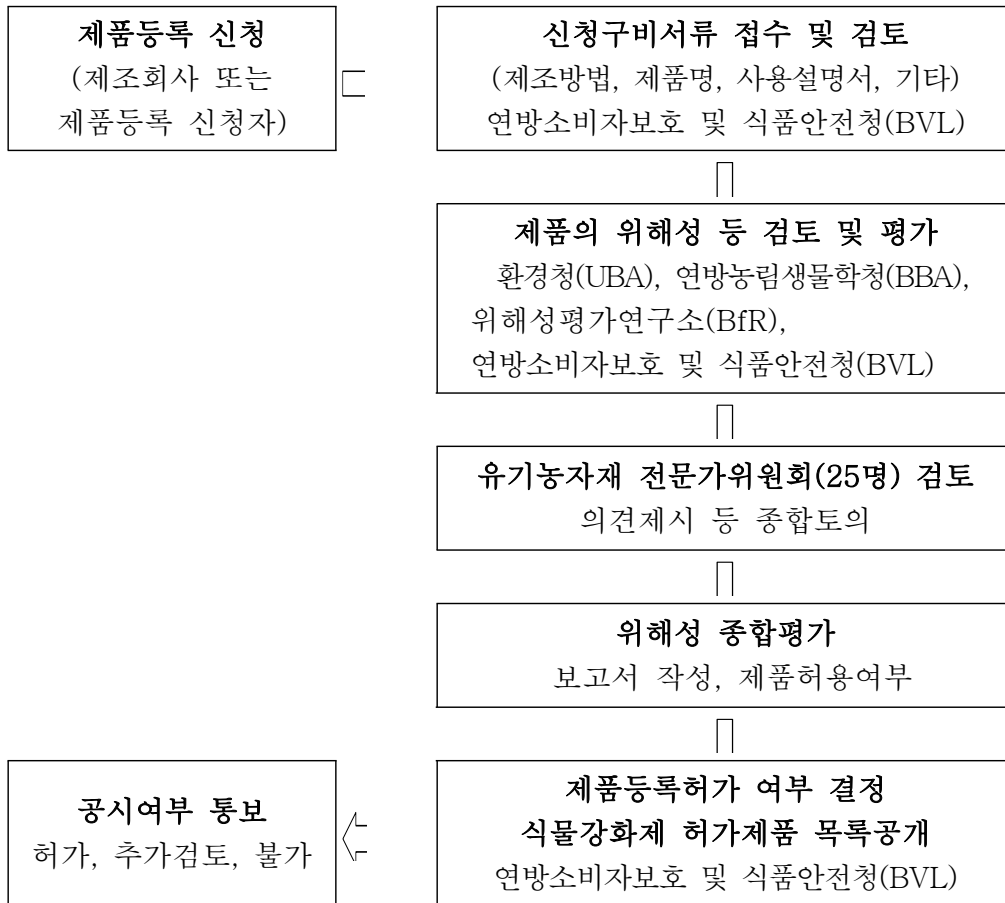 제품등록 신청
(제조회사 또는
제품등록 신청자)
신청구비서류 접수 및 검토
(제조방법, 제품명, 사용설명서, 기타)
연방소비자보호 및 식품안전청(BVL)
제품의 위해성 등 검토 및 평가
환경청(UBA), 연방농림생물학청(BBA),
위해성평가연구소(BfR),
연방소비자보호 및 식품안전청(BVL)
유기농자재 전문가위원회(25명) 검토
의견제시 등 종합토의
위해성 종합평가
보고서 작성, 제품허용여부
제품등록허가 여부 결정
식물강화제 허가제품 목록공개
연방소비자보호 및 식품안전청(BVL)
공시여부 통보
허가, 추가검토, 불가